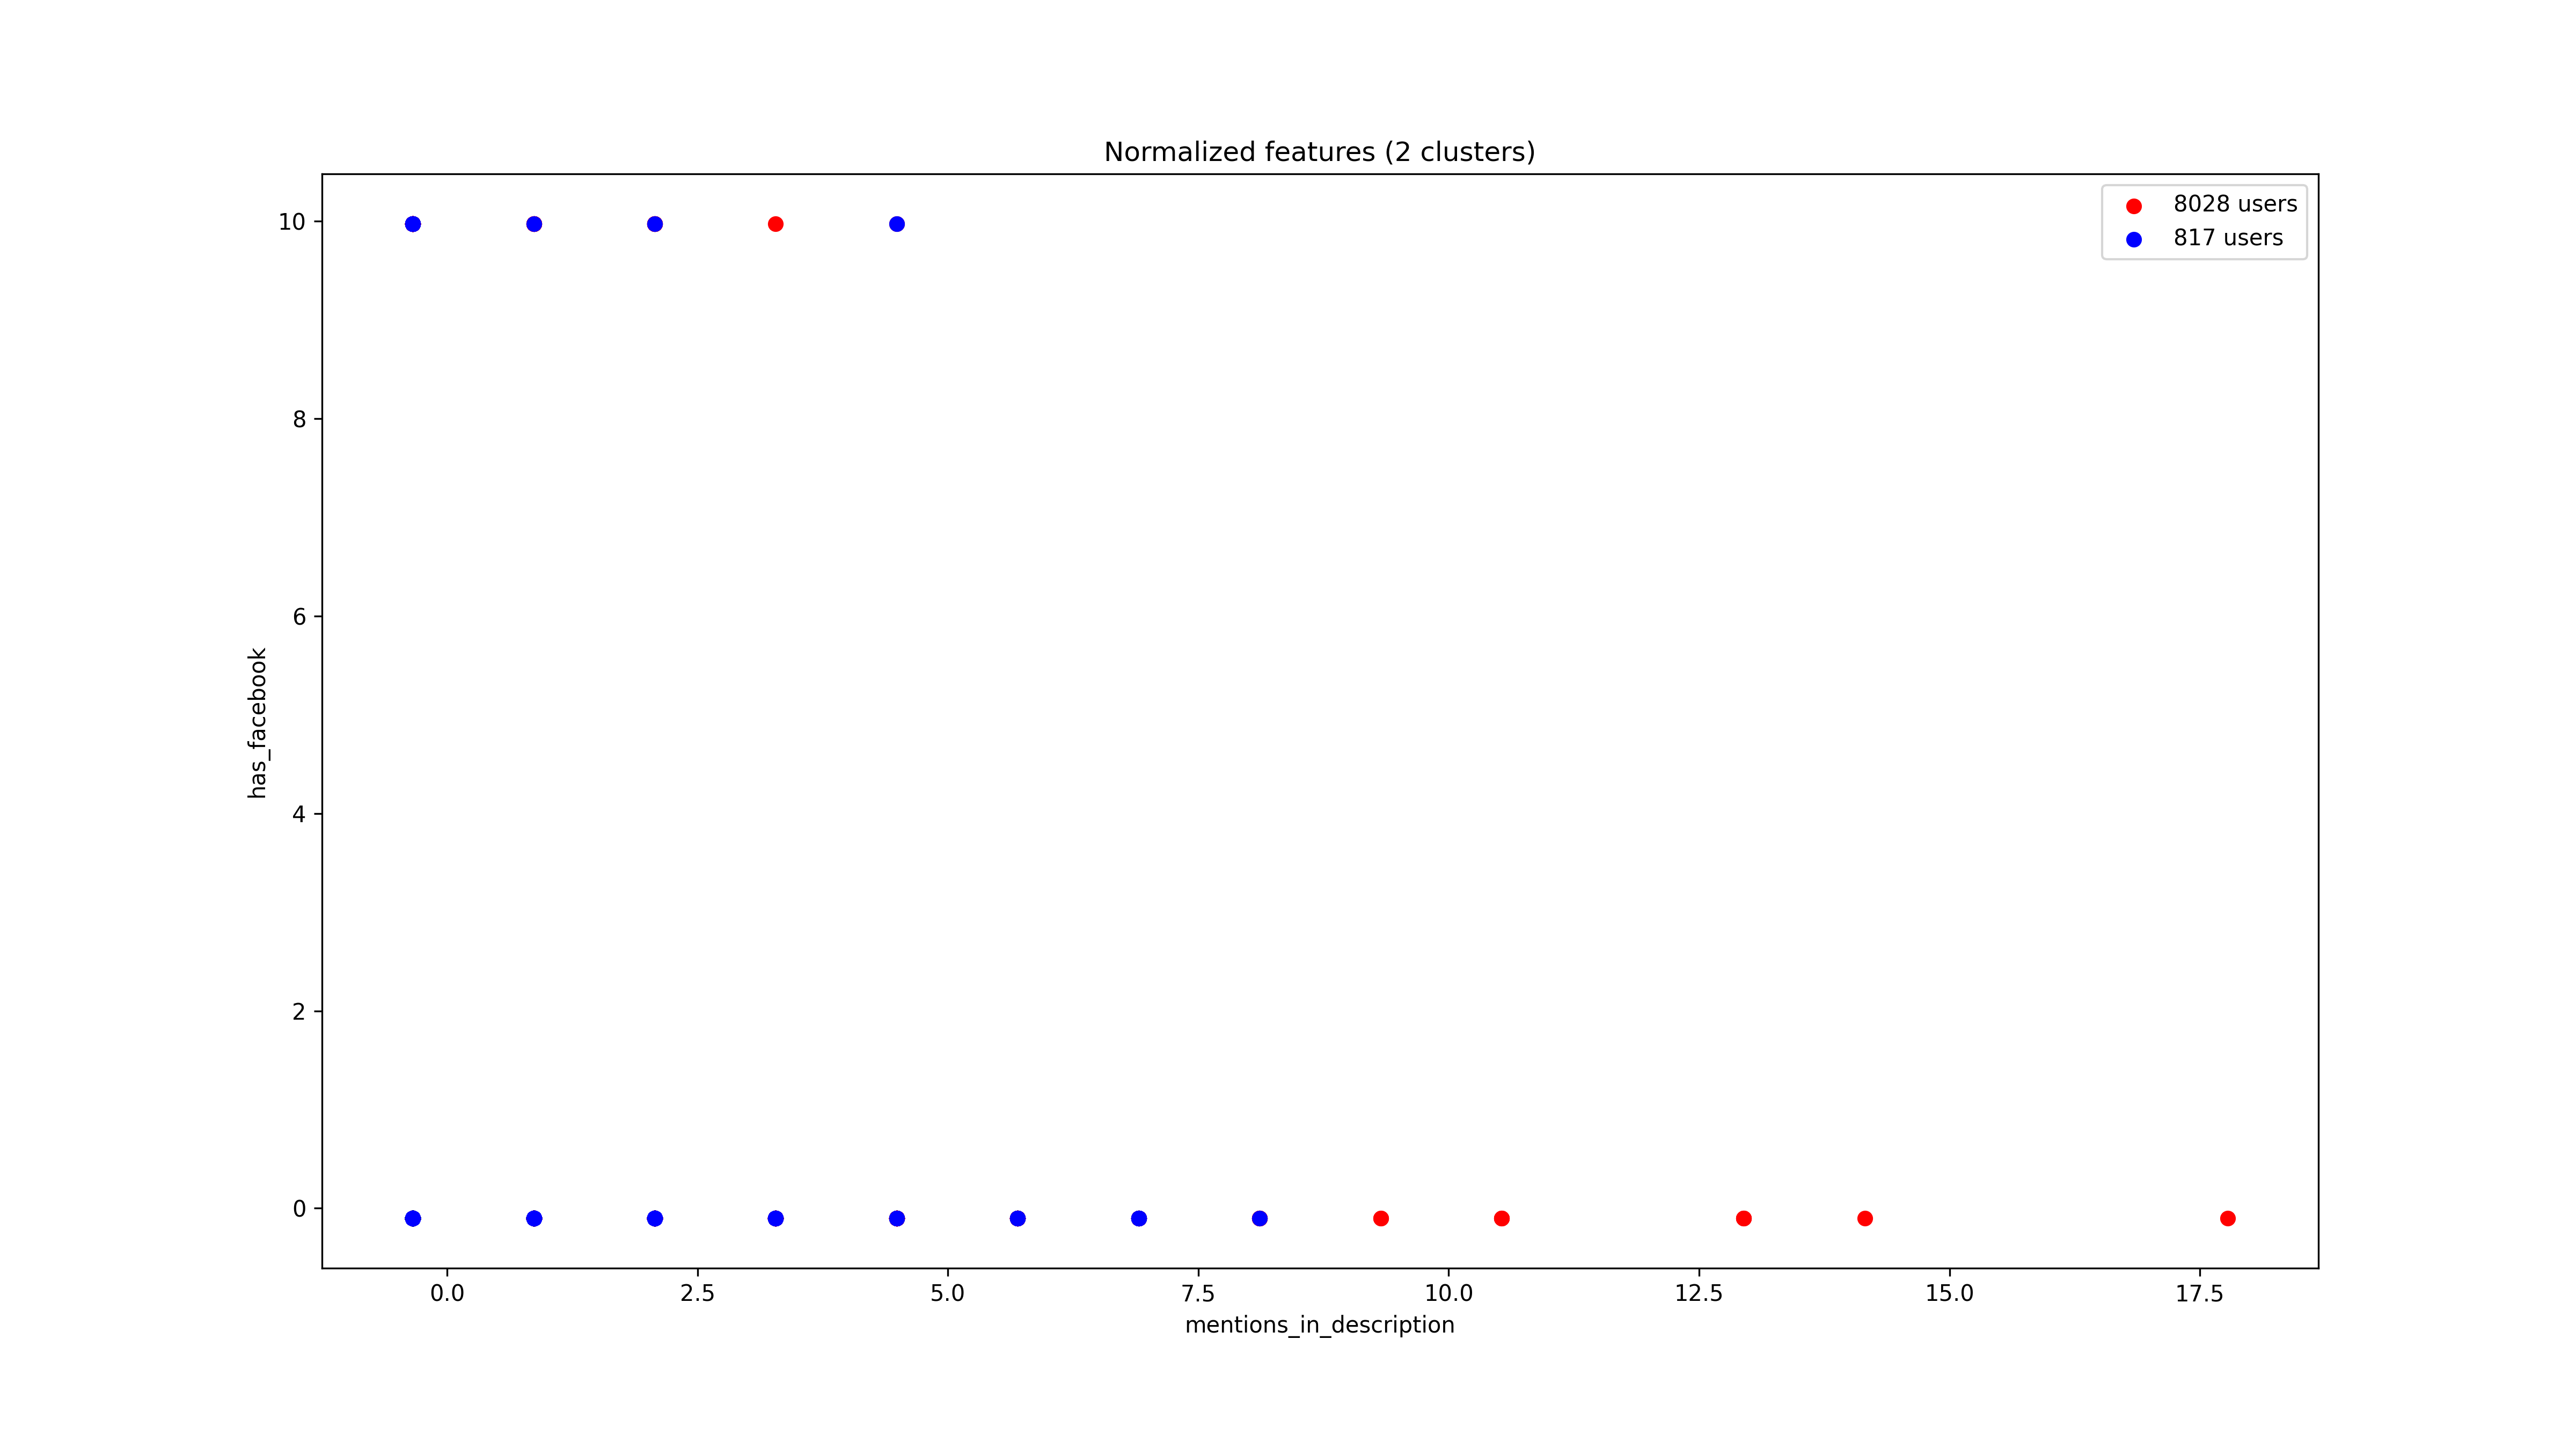 Normalized features (2 clusters)
8028 users
817 users
10
8
6
4
2
0
has_facebook
0.0 2.5 5.0 7.5 10.0 12.5 15.0 17.5
mentions_in_description